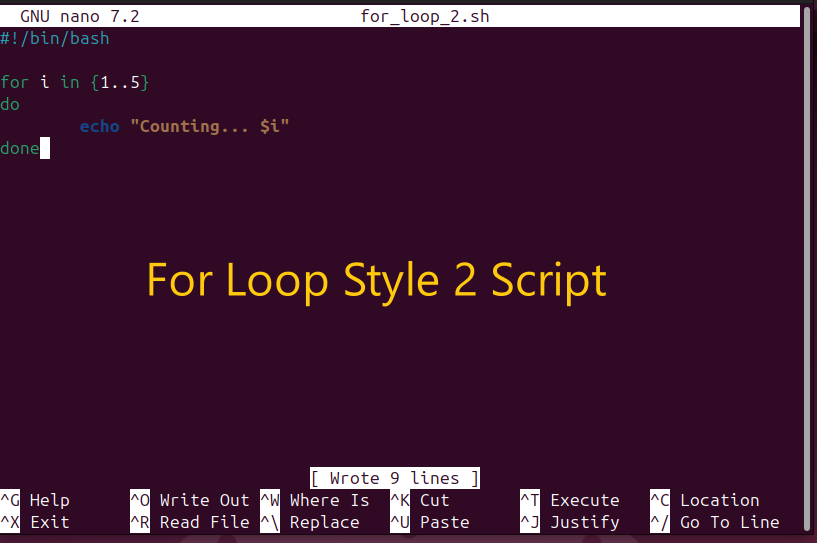 GNU nano 7.2 for_loop_2.sh
#!/bin/bash
for i in {1..5}
do
echo "Counting... $i"
done
For Loop Style 2 Script
[ Wrote 9 lines ]
^G Help ^O Write Out ^W Where Is ^K Cut ^T Execute ^C Location
^X Exit ^R Read File ^\ Replace ^U Paste ^J Justify ^/ Go To Line